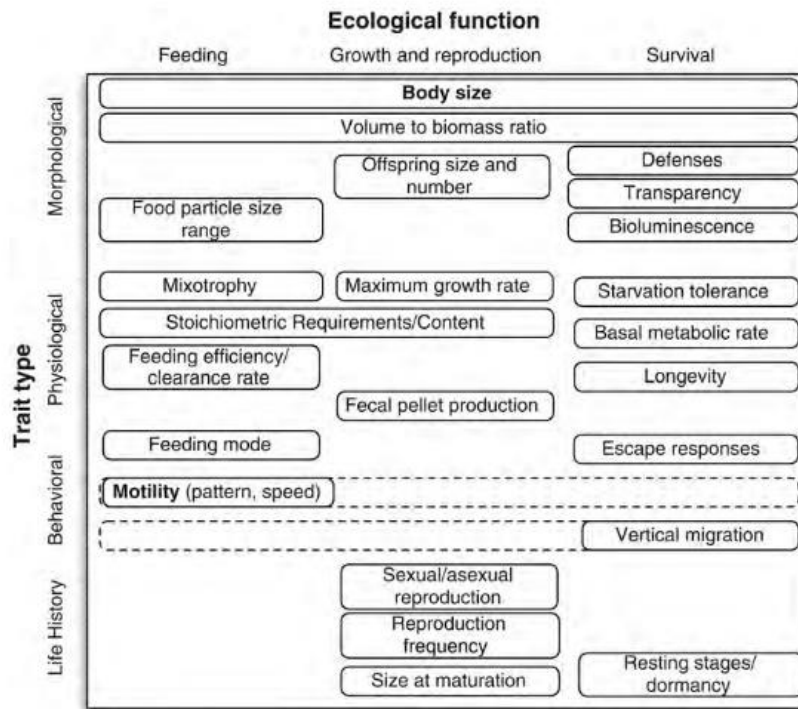 Ecological function
Feeding
Growth and reproduction
Survival
Trait type
Morphological
Body size
Volume to biomass ratio
Offspring size and
number
Defenses
Transparency
Food particle size
range
Bioluminescence
Physiological
Mixotrophy
Maximum growth rate
Starvation tolerance
Stoichiometric Requirements/Content
Basal metabolic rate
Feeding efficiency/
clearance rate
Longevity
Fecal pellet production
Behavioral
Feeding mode
Escape responses
Motility (pattern, speed)
Vertical migration
Life History
Sexual/asexual
reproduction
Reproduction
frequency
Size at maturation
Resting stages/
dormancy